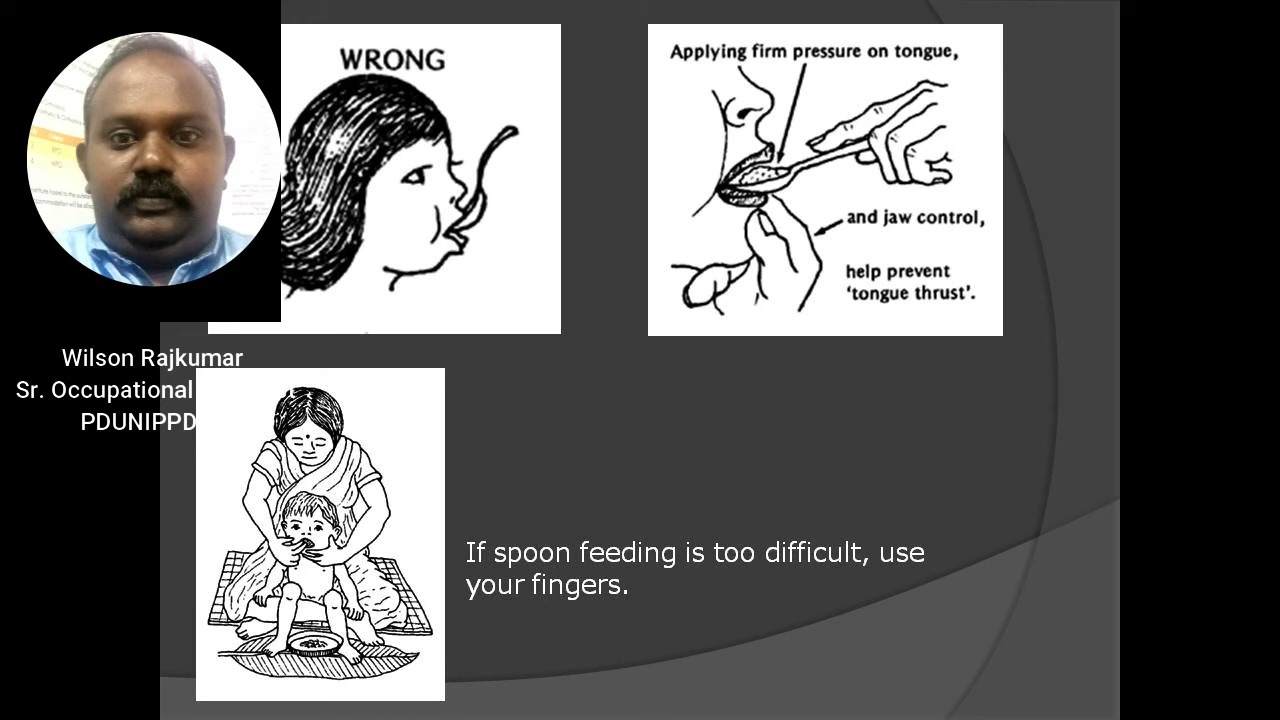 WRONG
Applying firm pressure on tongue,
and jaw control,
help prevent
'tongue thrust'.
Wilson Rajkumar
Sr. Occupational
PDUNIPPD
If spoon feeding is too difficult, use
your fingers.